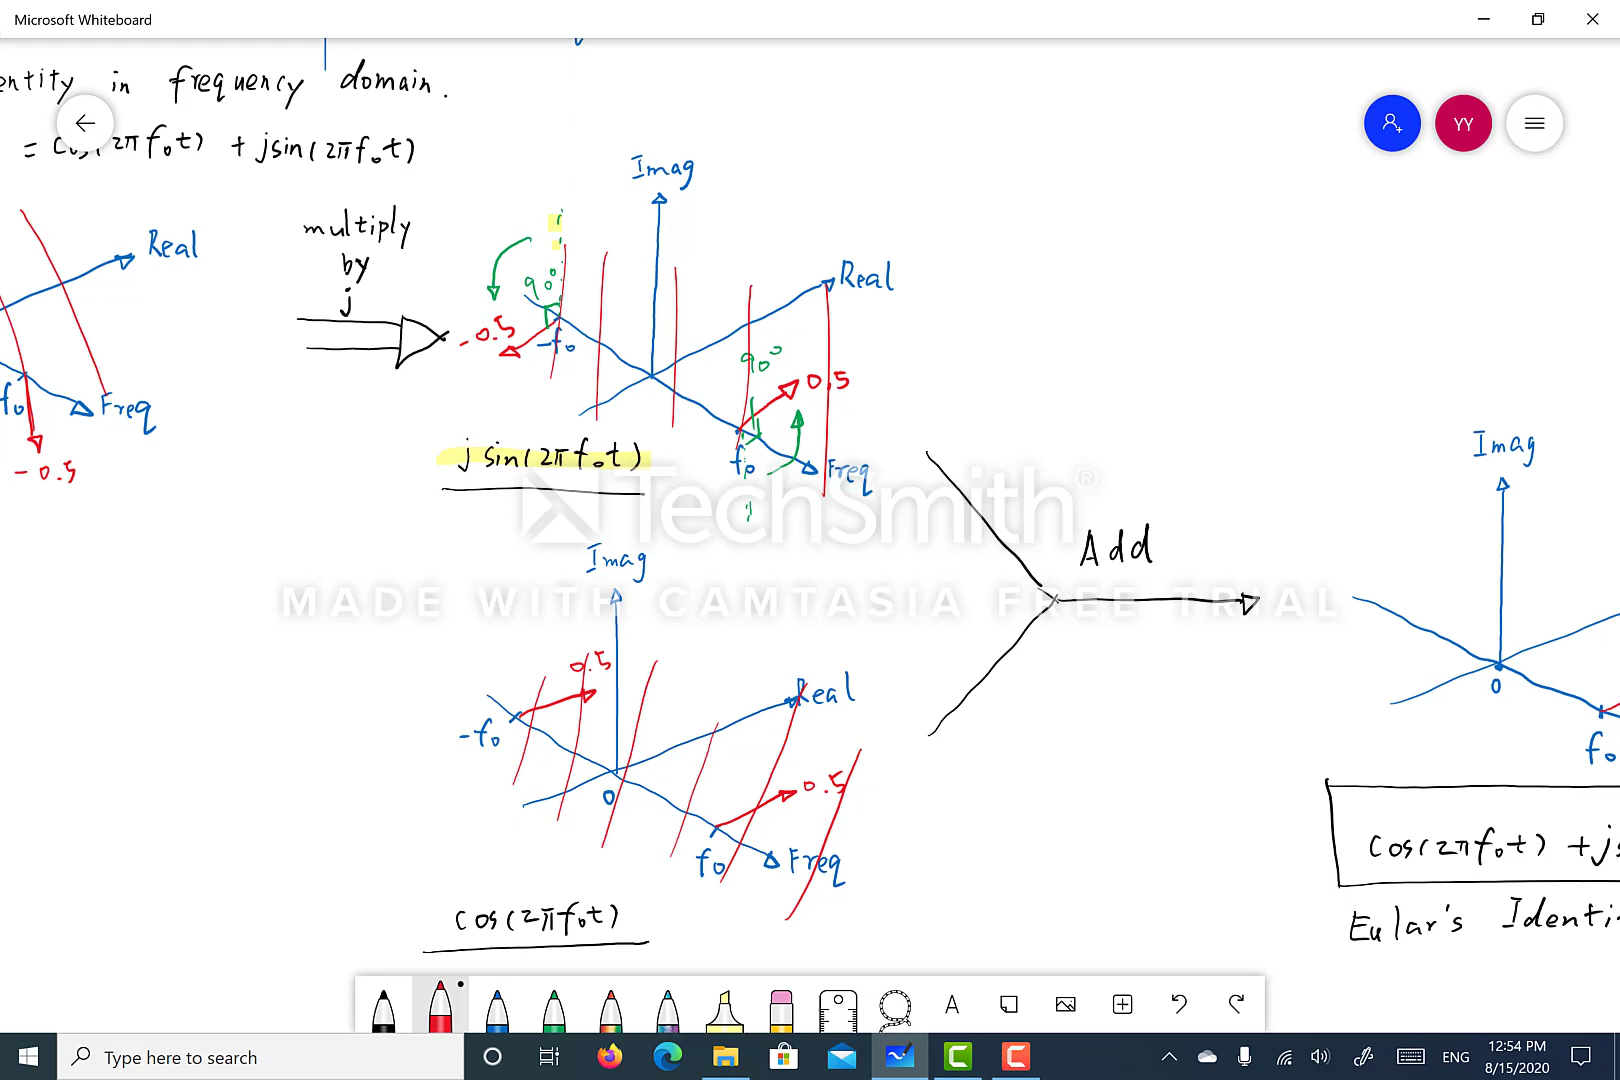 Microsoft Whiteboard
entity in frequency domain.
= cos(2πf₀t) + jsin(2πf₀t)
YY
Imag
multiply
by
j
Real
Real
90°
-0.5
-f₀
90°
0.5
f₀
Freq
-0.5
j sin(2πf₀t)
f₀
Freq
TechSmith®
MADE WITH CAMTASIA FREE TRIAL
Imag
Add
Imag
0.5
-f₀
Real
0
0.5
f₀
Freq
0
f₀
cos(2πf₀t)
cos(2πf₀t) + js
Eular's Identi
Type here to search
ENG
12:54 PM
8/15/2020